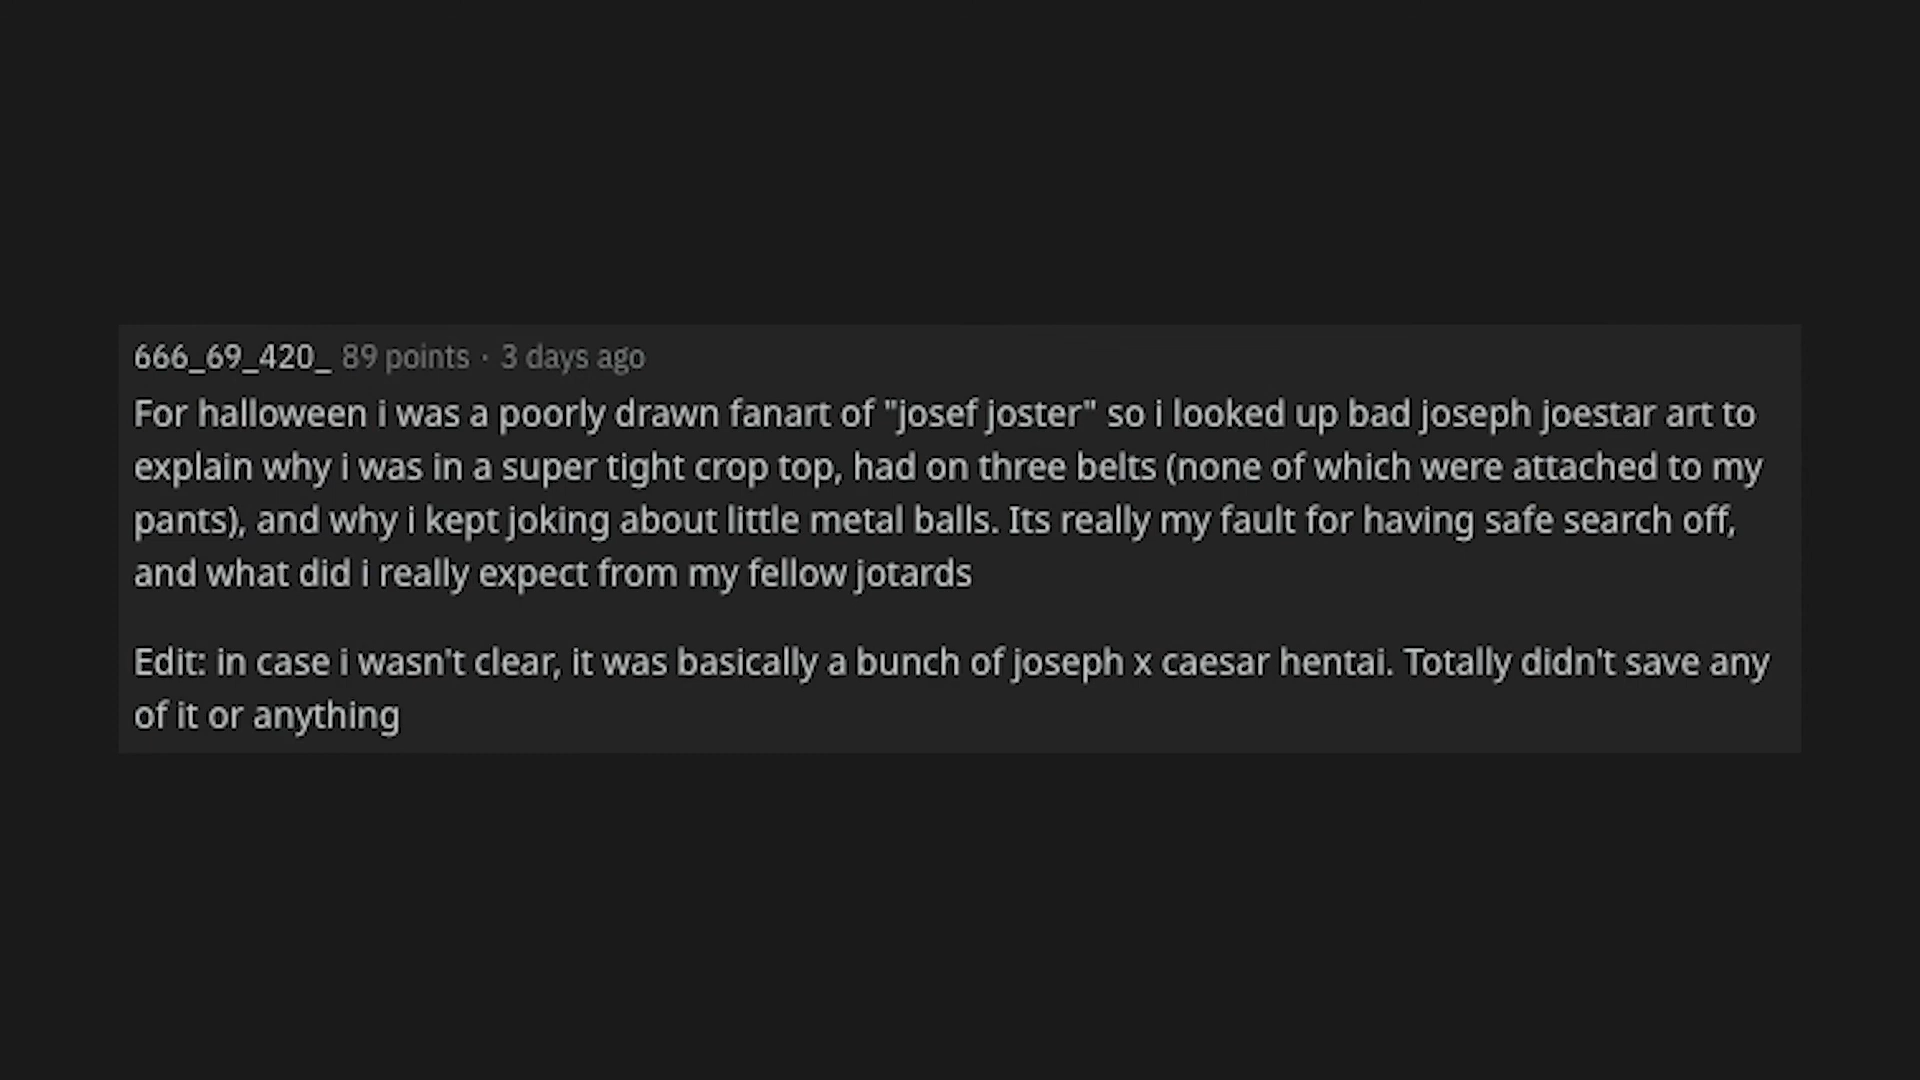 666_69_420_ 89 points · 3 days ago
For halloween i was a poorly drawn fanart of "josef joster" so i looked up bad joseph joestar art to
explain why i was in a super tight crop top, had on three belts (none of which were attached to my
pants), and why i kept joking about little metal balls. Its really my fault for having safe search off,
and what did i really expect from my fellow jotards
Edit: in case i wasn't clear, it was basically a bunch of joseph x caesar hentai. Totally didn't save any
of it or anything